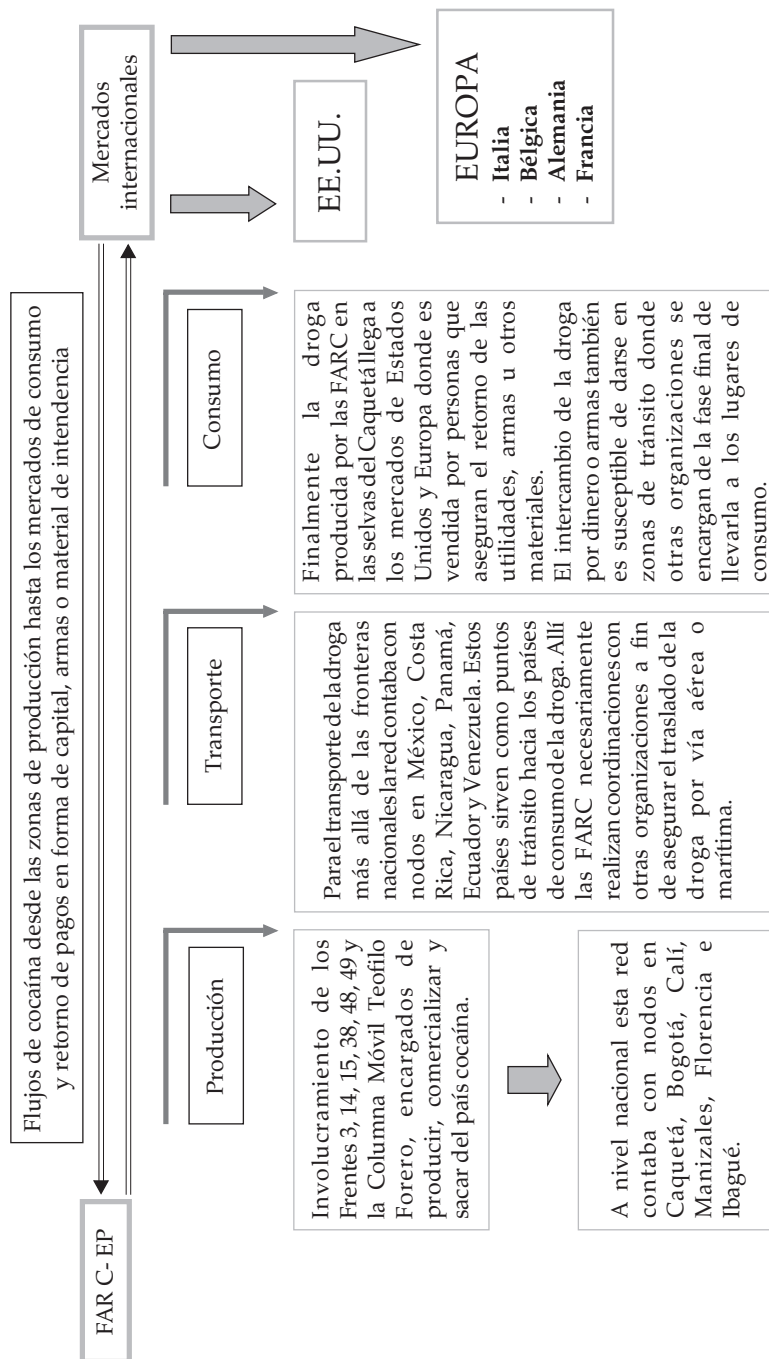 Flujos de cocaína desde las zonas de producción hasta los mercados de consumo
y retorno de pagos en forma de capital, armas o material de intendencia
FAR C- EP
Mercados
internacionales
Producción
Involucramiento de los
Frentes 3, 14, 15, 38, 48, 49 y
la Columna Móvil Teofilo
Forero, encargados de
producir, comercializar y
sacar del país cocaína.
A nivel nacional esta red
contaba con nodos en
Caquetá, Bogotá, Calí,
Manizales, Florencia e
Ibagué.
Transporte
Para el transporte de la droga
más allá de las fronteras
nacionales la red contaba con
nodos en México, Costa
Rica, Nicaragua, Panamá,
Ecuador y Venezuela. Estos
países sirven como puntos
de tránsito hacia los países
de consumo de la droga. Allí
las FARC necesariamente
realizan coordinaciones con
otras organizaciones a fin
de asegurar el traslado de la
droga por vía aérea o
marítima.
Consumo
Finalmente la droga
producida por las FARC en
las selvas del Caquetá llega a
los mercados de Estados
Unidos y Europa donde es
vendida por personas que
aseguran el retorno de las
utilidades, armas u otros
materiales.
El intercambio de la droga
por dinero o armas también
es susceptible de darse en
zonas de tránsito donde
otras organizaciones se
encargan de la fase final de
llevarla a los lugares de
consumo.
EE.UU.
EUROPA
- Italia
- Bélgica
- Alemania
- Francia